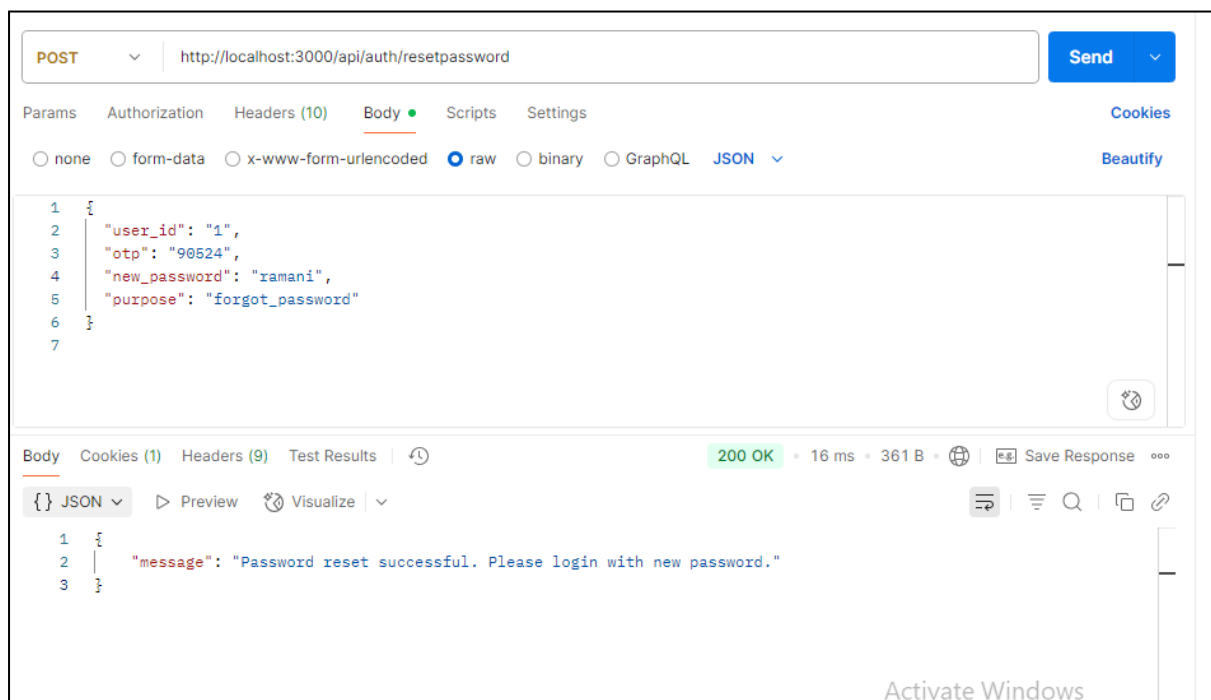 POST http://localhost:3000/api/auth/resetpassword Send
Params Authorization Headers (10) Body Scripts Settings Cookies
none form-data x-www-form-urlencoded raw binary GraphQL JSON Beautify
1 {
2 "user_id": "1",
3 "otp": "90524",
4 "new_password": "ramani",
5 "purpose": "forgot_password"
6 }
7
Body Cookies (1) Headers (9) Test Results 200 OK • 16 ms • 361 B • e.g. Save Response
{} JSON Preview Visualize
1 {
2 "message": "Password reset successful. Please login with new password."
3 }
Activate Windows